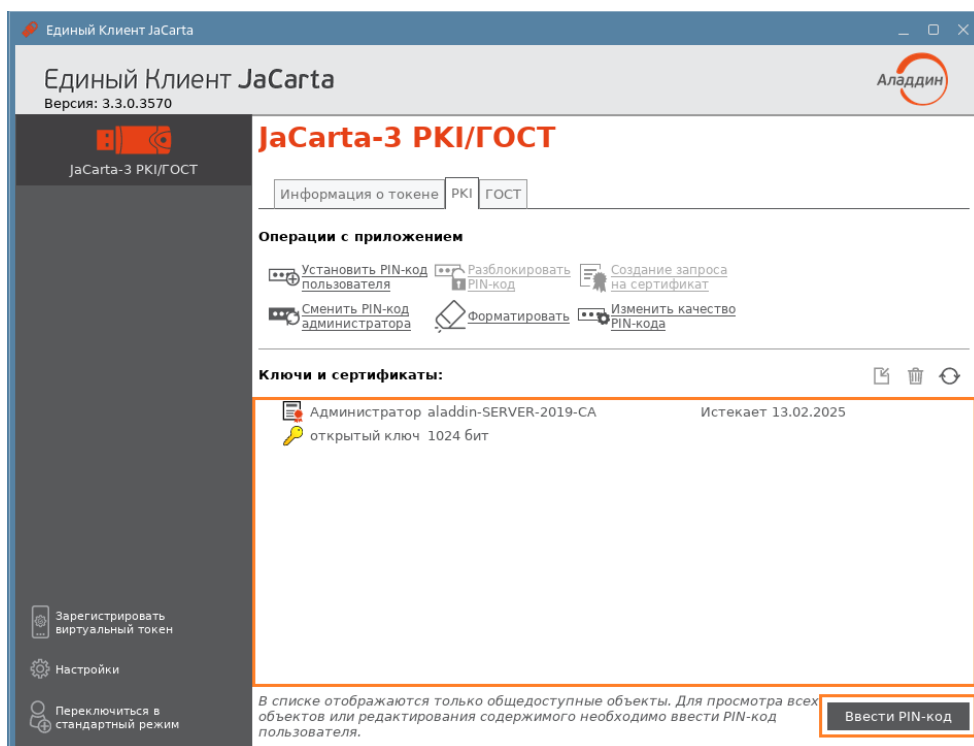 Единый Клиент JaCarta
Единый Клиент JaCarta
Версия: 3.3.0.3570
Аладдин
JaCarta-3 PKI/ГОСТ
JaCarta-3 PKI/ГОСТ
Информация о токене PKI ГОСТ
Операции с приложением
Установить PIN-код
пользователя
Разблокировать
PIN-код
Создание запроса
на сертификат
Сменить PIN-код
администратора
Форматировать
Изменить качество
PIN-кода
Ключи и сертификаты:
Администратор aladdin-SERVER-2019-CA Истекает 13.02.2025
открытый ключ 1024 бит
Зарегистрировать
виртуальный токен
Настройки
Переключиться в
стандартный режим
В списке отображаются только общедоступные объекты. Для просмотра всех
объектов или редактирования содержимого необходимо ввести PIN-код
пользователя.
Ввести PIN-код